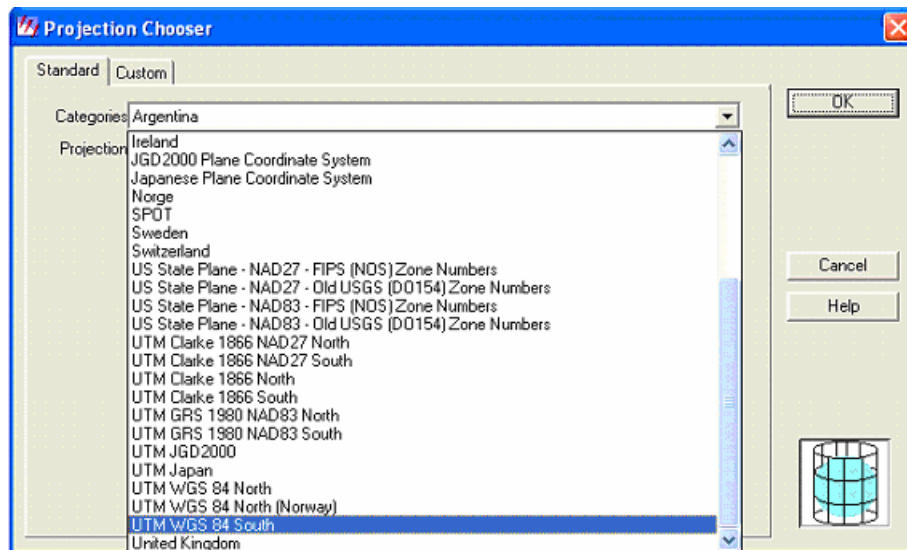 Projection Chooser
Standard
Custom
Categories Argentina
Projection
Ireland
JGD2000 Plane Coordinate System
Japanese Plane Coordinate System
Norge
SPOT
Sweden
Switzerland
US State Plane - NAD27 - FIPS (NOS) Zone Numbers
US State Plane - NAD27 - Old USGS (DO154) Zone Numbers
US State Plane - NAD83 - FIPS (NOS) Zone Numbers
US State Plane - NAD83 - Old USGS (DO154) Zone Numbers
UTM Clarke 1866 NAD27 North
UTM Clarke 1866 NAD27 South
UTM Clarke 1866 North
UTM Clarke 1866 South
UTM GRS 1980 NAD83 North
UTM GRS 1980 NAD83 South
UTM JGD2000
UTM Japan
UTM WGS 84 North
UTM WGS 84 North (Norway)
UTM WGS 84 South
United Kingdom
OK
Cancel
Help